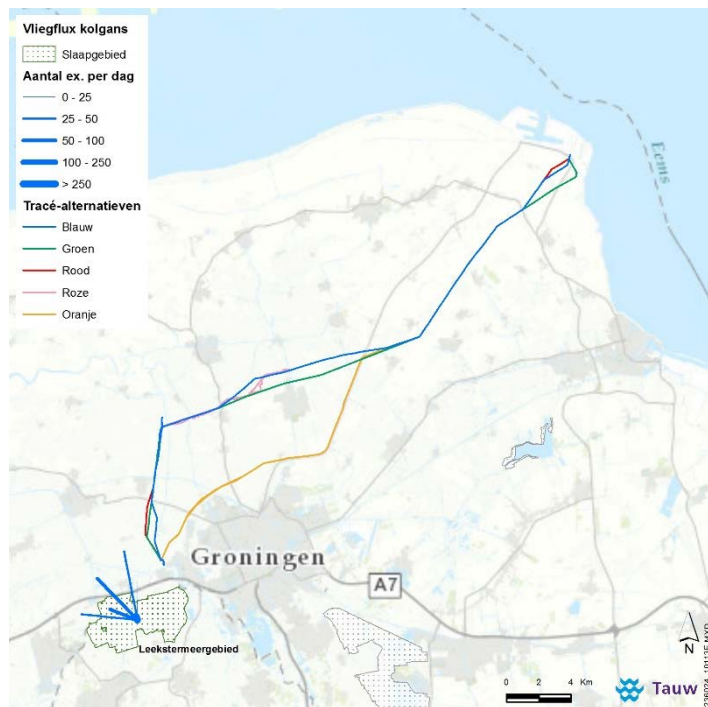 Vliegflux kolgans
Slaapgebied
Aantal ex. per dag
0 - 25
25 - 50
50 - 100
100 - 250
> 250
Tracé-alternatieven
Blauw
Groen
Rood
Roze
Oranje
Eems
Groningen
A7
Leekstermeergebied
N
0 2 4 Km
Tauw